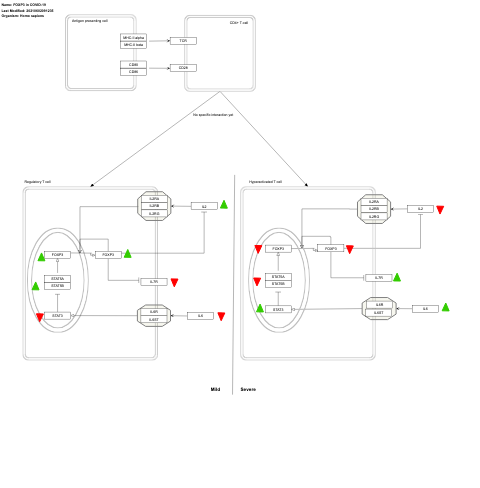 Name: FOXP3 in COVID-19
Last Modified: 20210502091235
Organism: Homo sapiens
Antigen presenting cell
CD4+ T cell
MHC-II alpha
MHC-II beta
TCR
CD80
CD86
CD28
No specific interaction yet
Regulatory T cell
IL2RA
IL2RB
IL2RG
IL2
FOXP3
FOXP3
STAT5A
STAT5B
IL7R
STAT3
IL6R
IL6ST
IL6
Hyperactivated T cell
IL2RA
IL2RB
IL2RG
IL2
FOXP3
FOXP3
STAT5A
STAT5B
IL7R
STAT3
IL6R
IL6ST
IL6
Mild
Severe